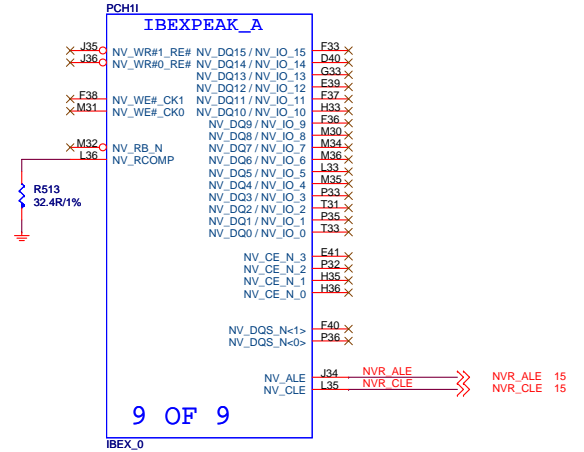 PCH1I
IBEXPEAK_A
J35 NV_WR#1_RE# NV_DQ15 / NV_IO_15 F33
J36 NV_WR#0_RE# NV_DQ14 / NV_IO_14 D40
NV_DQ13 / NV_IO_13 G33
NV_DQ12 / NV_IO_12 E39
F38 NV_WE#_CK1 NV_DQ11 / NV_IO_11 F37
M31 NV_WE#_CK0 NV_DQ10 / NV_IO_10 H33
NV_DQ9 / NV_IO_9 F36
NV_DQ8 / NV_IO_8 M30
M32 NV_RB_N NV_DQ7 / NV_IO_7 M34
L36 NV_RCOMP NV_DQ6 / NV_IO_6 M36
NV_DQ5 / NV_IO_5 L33
NV_DQ4 / NV_IO_4 M35
R513 NV_DQ3 / NV_IO_3 P33
32.4R/1% NV_DQ2 / NV_IO_2 T31
NV_DQ1 / NV_IO_1 P35
NV_DQ0 / NV_IO_0 T33
NV_CE_N_3 E41
NV_CE_N_2 P32
NV_CE_N_1 H35
NV_CE_N_0 H36
NV_DQS_N<1> F40
NV_DQS_N<0> P36
NV_ALE J34 NVR_ALE NVR_ALE 15
NV_CLE L35 NVR_CLE NVR_CLE 15
9 OF 9
IBEX_0